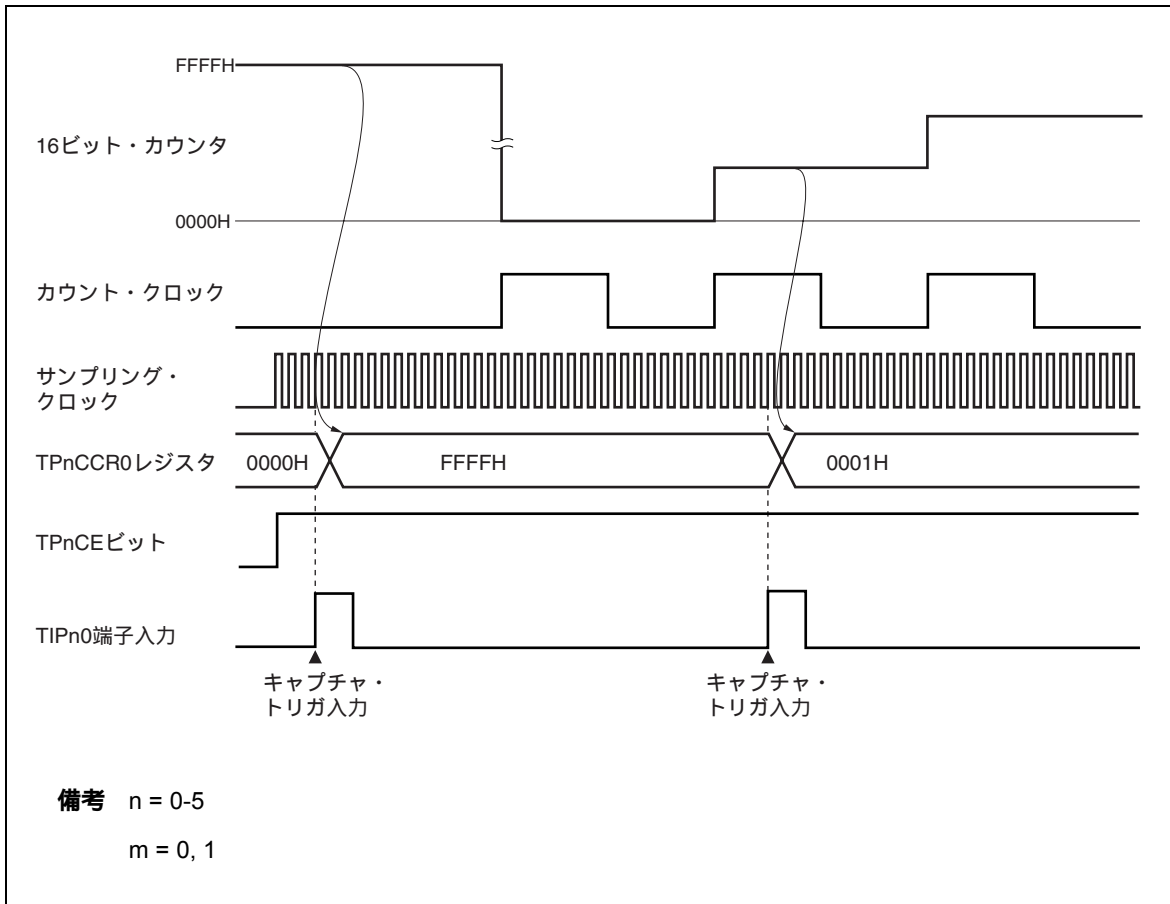 FFFFH
16ビット・カウンタ
0000H
カウント・クロック
サンプリング・
クロック
TPnCCR0レジスタ 0000H FFFFH 0001H
TPnCEビット
TIPn0端子入力
キャプチャ・ キャプチャ・
トリガ入力 トリガ入力
備考 n = 0-5
m = 0, 1